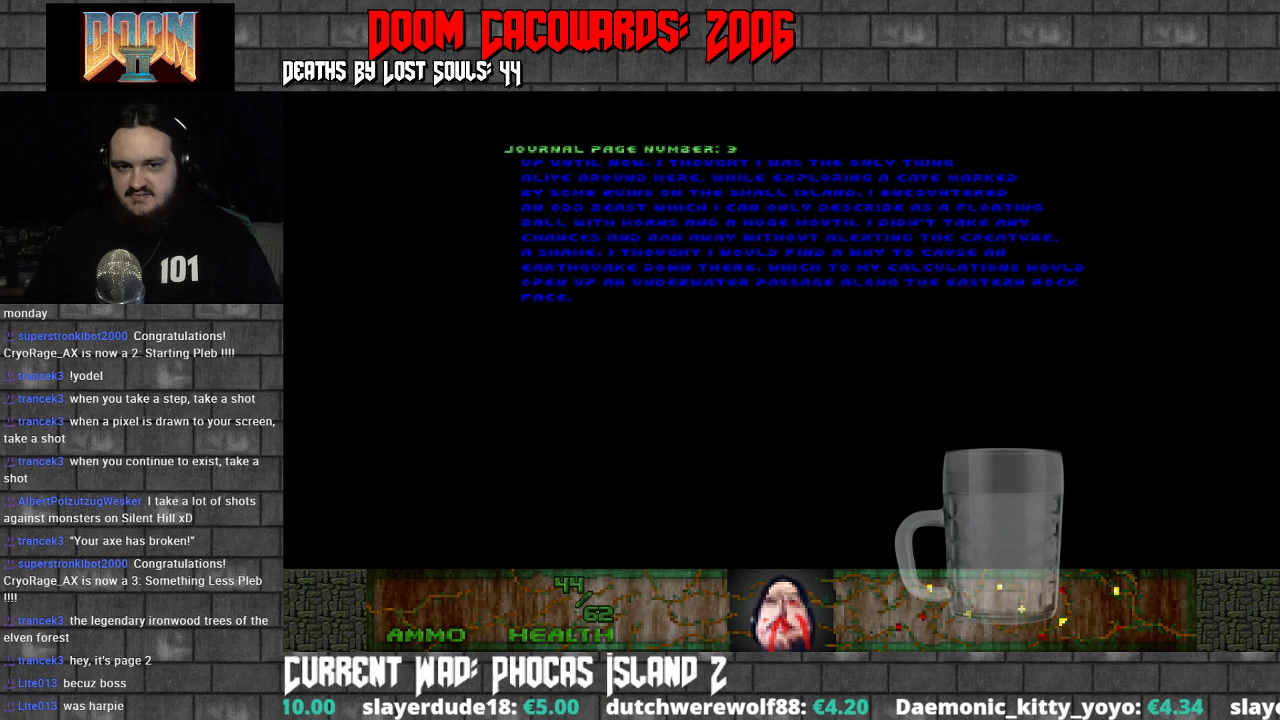 DOOM II
DOOM CACOWARDS: 2006
DEATHS BY LOST SOULS: 44
101
JOURNAL PAGE NUMBER: 3
UP UNTIL NOW, I THOUGHT I WAS THE ONLY THING
ALIVE AROUND HERE. WHILE EXPLORING A CAVE MARKED
BY SOME RUINS ON THE SMALL ISLAND, I ENCOUNTERED
AN ODD BEAST WHICH I CAN ONLY DESCRIBE AS A FLOATING
BALL WITH HORNS AND A HUGE MOUTH. I DIDN'T TAKE ANY
CHANCES AND RAN AWAY WITHOUT ALERTING THE CREATURE.
A SHAME, I THOUGHT I WOULD FIND A WAY TO CAUSE AN
EARTHQUAKE DOWN THERE, WHICH TO MY CALCULATIONS WOULD
OPEN UP AN UNDERWATER PASSAGE ALONG THE EASTERN ROCK
FACE.
monday
superstronkibot2000 Congratulations!
CryoRage_AX is now a 2: Starting Pleb !!!!
trancek3 !yodel
trancek3 when you take a step, take a shot
trancek3 when a pixel is drawn to your screen,
take a shot
trancek3 when you continue to exist, take a
shot
AlbertPolzutzugWesker I take a lot of shots
against monsters on Silent Hill xD
trancek3 "Your axe has broken!"
superstronkibot2000 Congratulations!
CryoRage_AX is now a 3: Something Less Pleb
!!!!
trancek3 the legendary ironwood trees of the
elven forest
trancek3 hey, it's page 2
Lite013 becuz boss
Lite013 was harpie
44/62
AMMO HEALTH
CURRENT WAD: PHOCAS ISLAND 2
10.00 slayerdude18: €5.00 dutchwerewolf88: €4.20 Daemonic_kitty_yoyo: €4.34 slaye